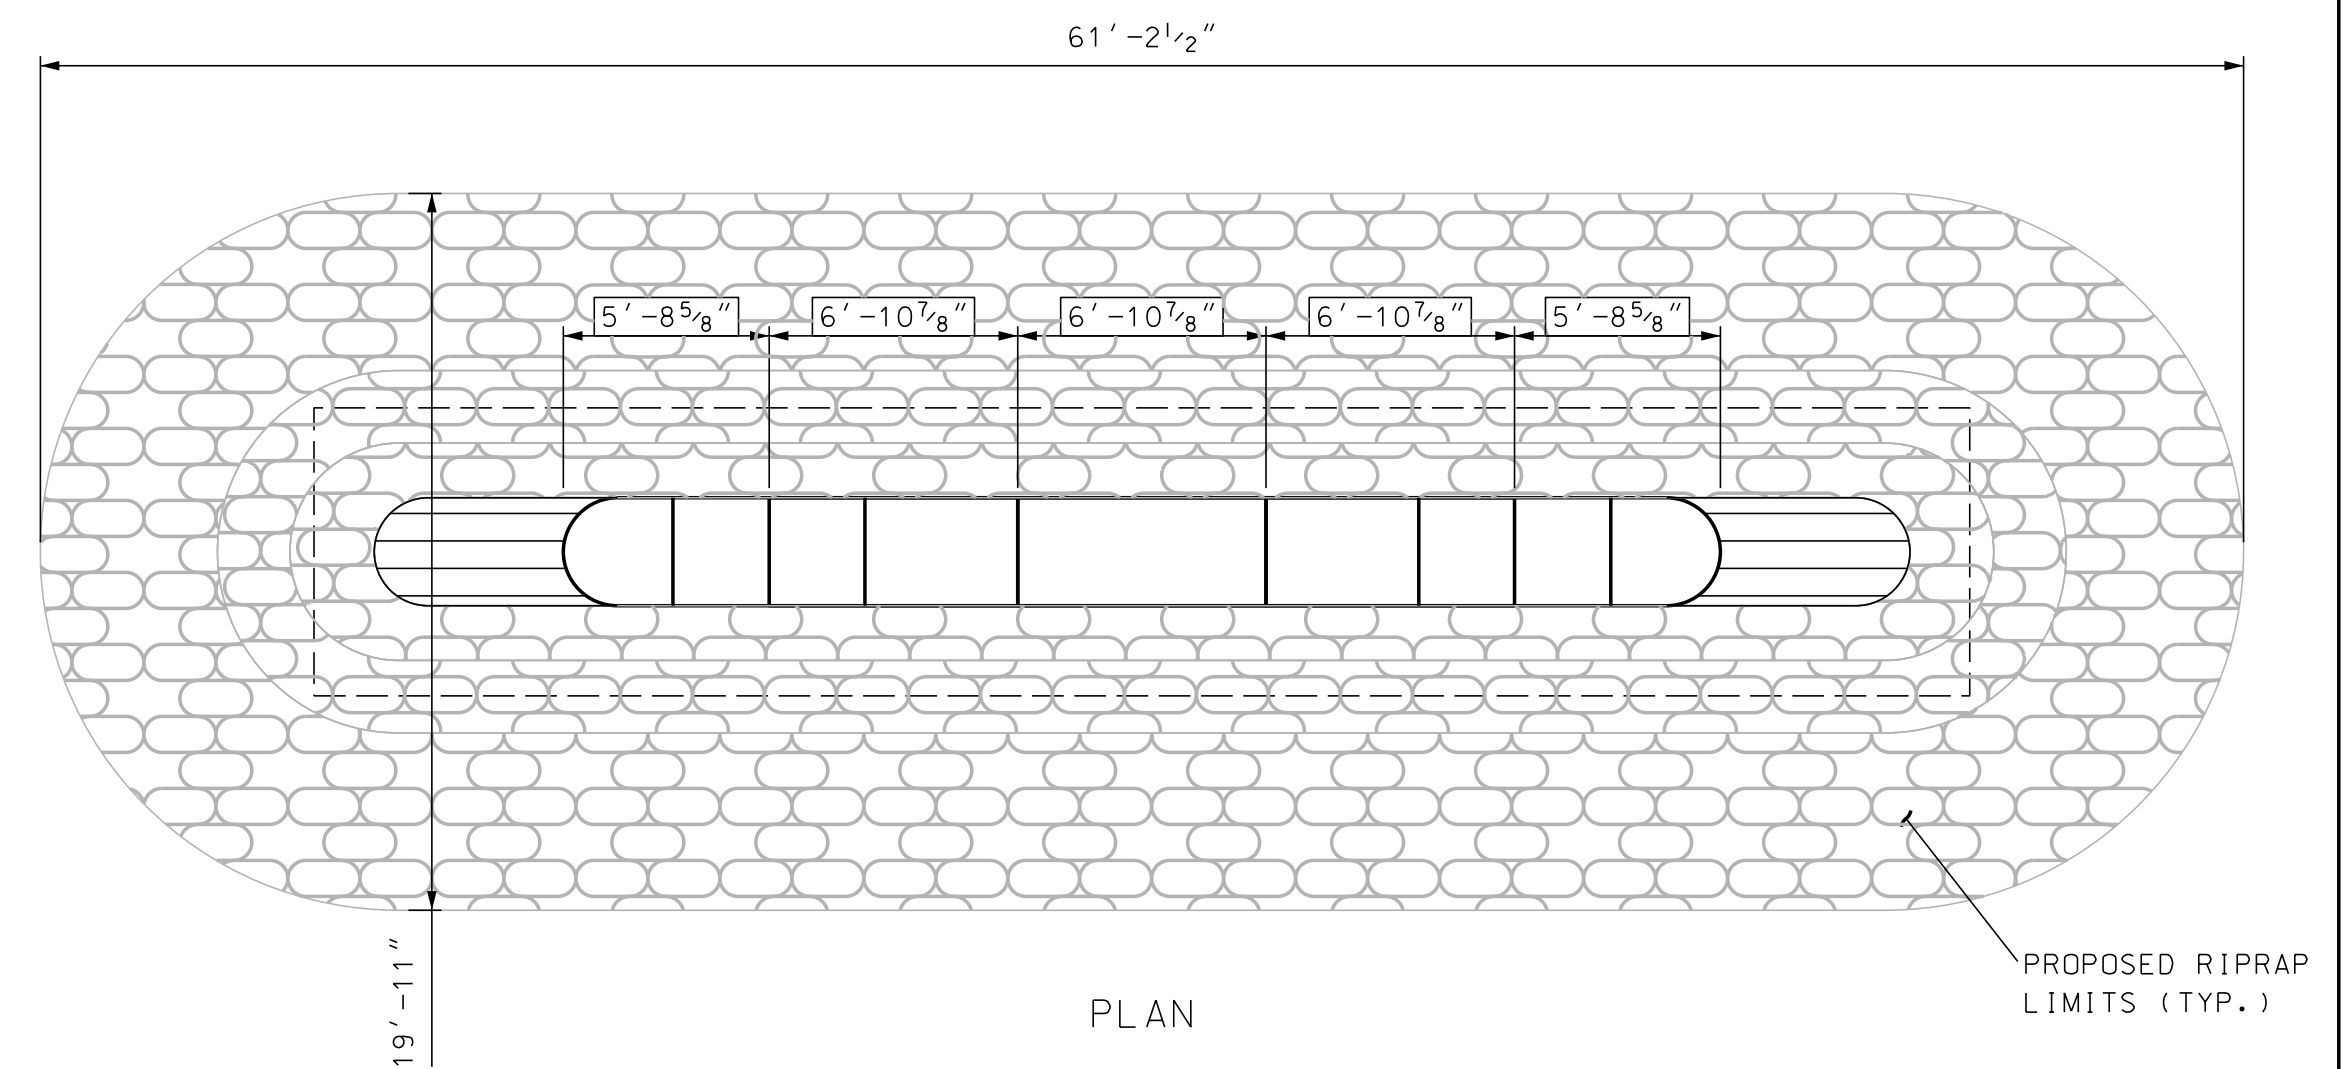 61'-2 1/2"
5'-8 5/8"
6'-10 7/8"
6'-10 7/8"
6'-10 7/8"
5'-8 5/8"
19'-11"
PROPOSED RIPRAP
LIMITS (TYP.)
PLAN